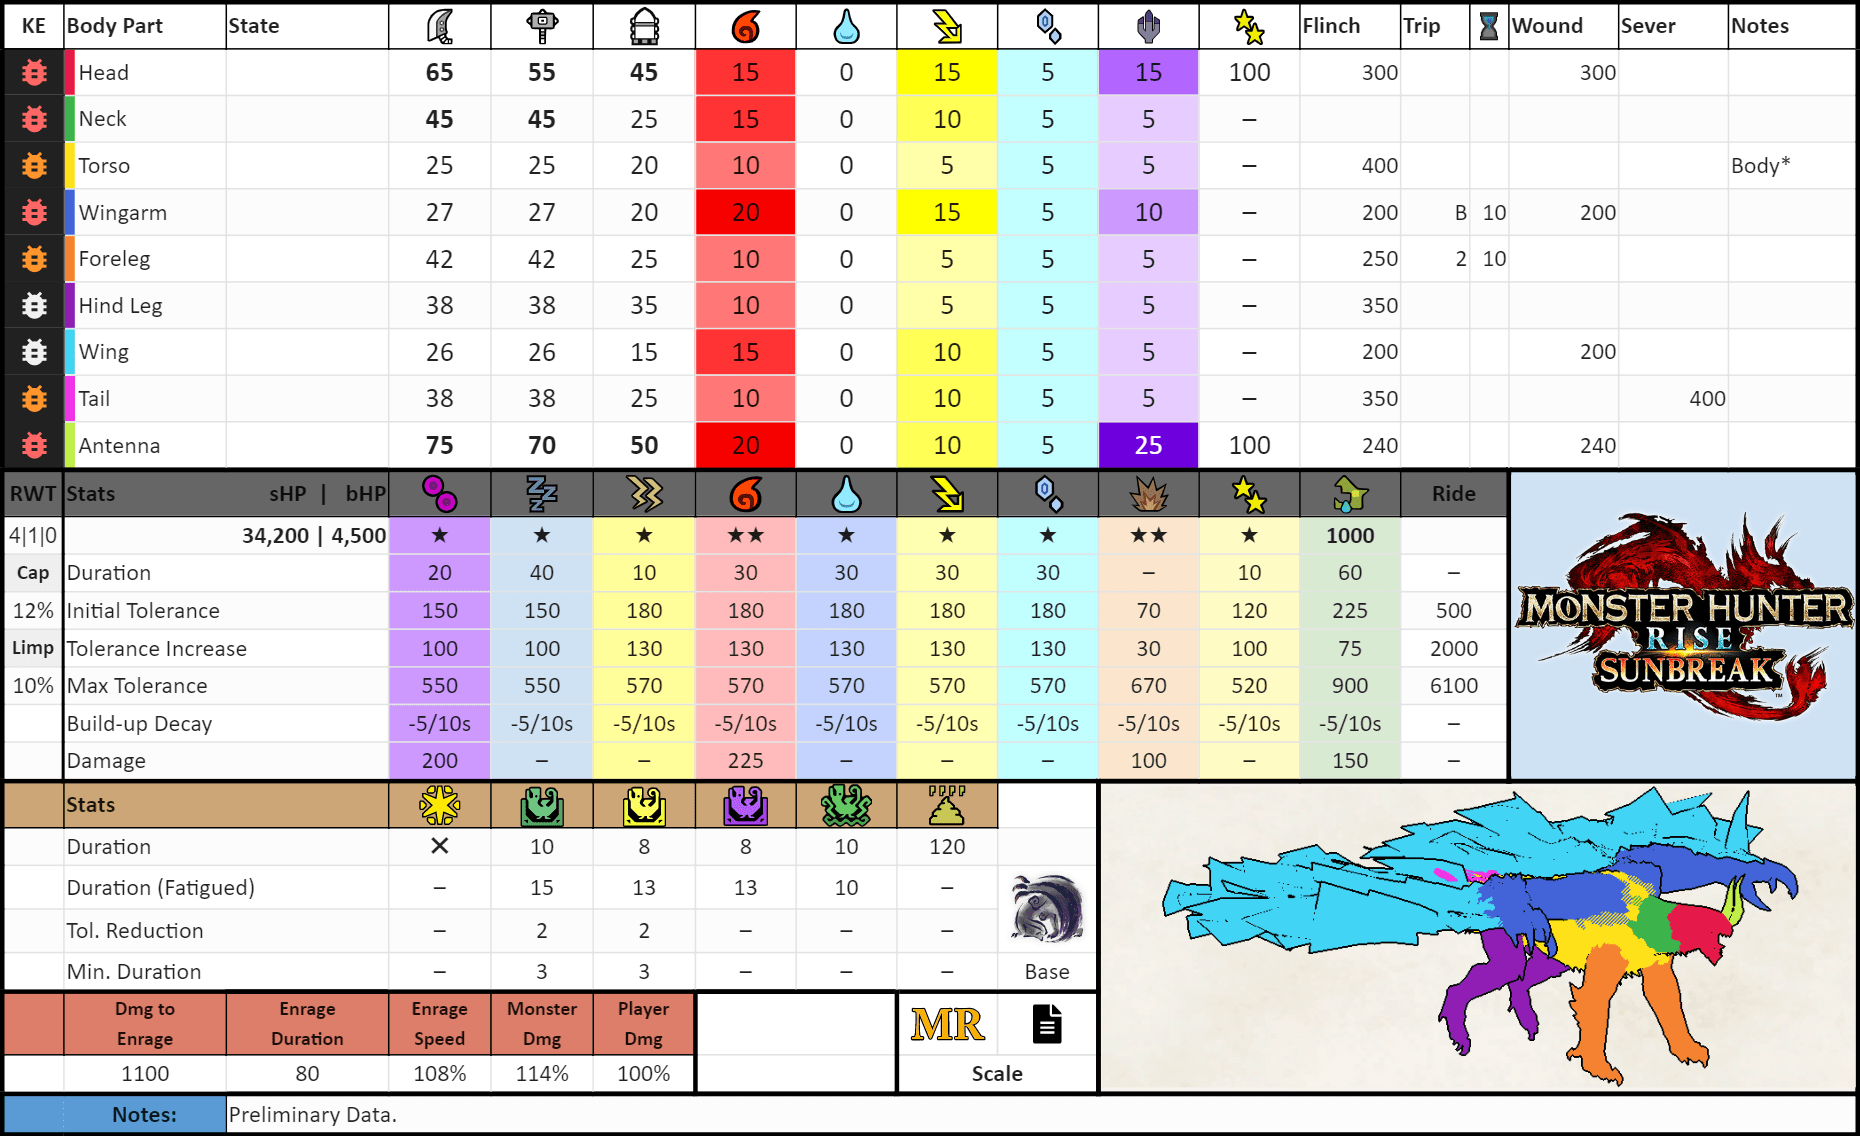 KE Body Part State Flinch Trip Wound Sever Notes
Head 65 55 45 15 0 15 5 15 100 300 300
Neck 45 45 25 15 0 10 5 5 –
Torso 25 25 20 10 0 5 5 5 – 400 Body*
Wingarm 27 27 20 20 0 15 5 10 – 200 B 10 200
Foreleg 42 42 25 10 0 5 5 5 – 250 2 10
Hind Leg 38 38 35 10 0 5 5 5 – 350
Wing 26 26 15 15 0 10 5 5 – 200 200
Tail 38 38 25 10 0 10 5 5 – 350 400
Antenna 75 70 50 20 0 10 5 25 100 240 240
RWT Stats sHP | bHP Ride
4|1|0 34,200 | 4,500 ★ ★ ★ ★★ ★ ★ ★ ★★ ★ 1000
Cap Duration 20 40 10 30 30 30 30 – 10 60 –
12% Initial Tolerance 150 150 180 180 180 180 180 70 120 225 500
Limp Tolerance Increase 100 100 130 130 130 130 130 30 100 75 2000
10% Max Tolerance 550 550 570 570 570 570 570 670 520 900 6100
Build-up Decay -5/10s -5/10s -5/10s -5/10s -5/10s -5/10s -5/10s -5/10s -5/10s -5/10s –
Damage 200 – – 225 – – – 100 – 150 –
MONSTER HUNTER
RISE
SUNBREAK™
Stats
Duration ✕ 10 8 8 10 120
Duration (Fatigued) – 15 13 13 10 –
Tol. Reduction – 2 2 – – –
Min. Duration – 3 3 – – – Base
Dmg to Enrage Enrage Monster Player
Enrage Duration Speed Dmg Dmg
MR
1100 80 108% 114% 100% Scale
Notes: Preliminary Data.